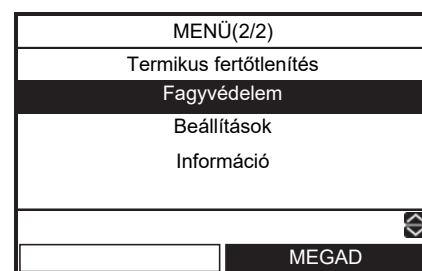 MENÜ(2/2)
Termikus fertőtlenítés
Fagyvédelem
Beállítások
Információ
MEGAD